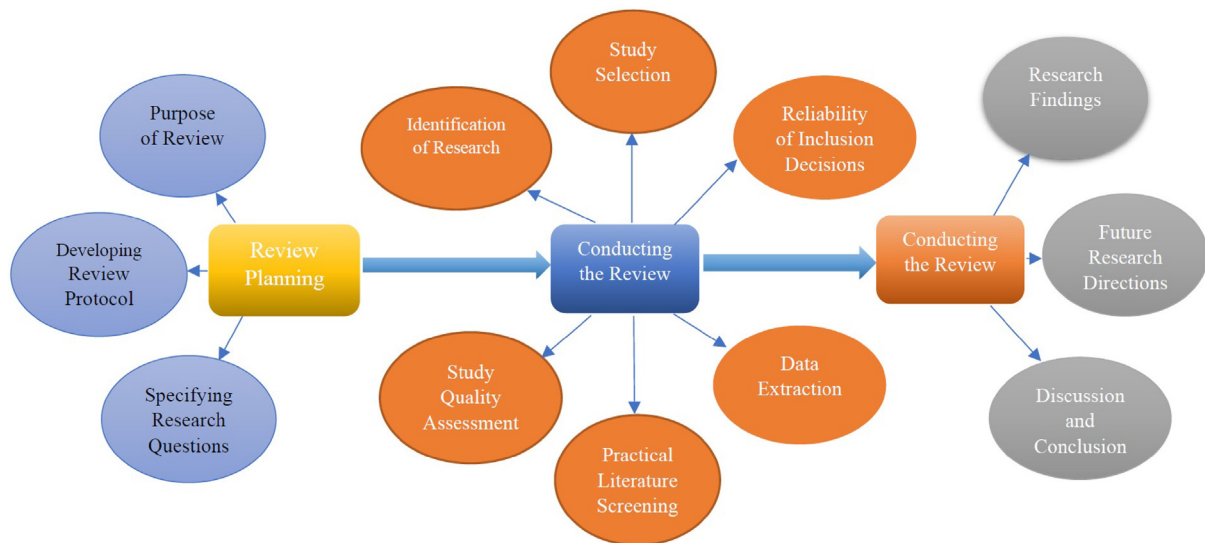 Purpose
of Review
Developing
Review
Protocol
Specifying
Research
Questions
Review
Planning
Identification
of Research
Study
Selection
Reliability
of Inclusion
Decisions
Conducting
the Review
Study
Quality
Assessment
Practical
Literature
Screening
Data
Extraction
Conducting
the Review
Research
Findings
Future
Research
Directions
Discussion
and
Conclusion